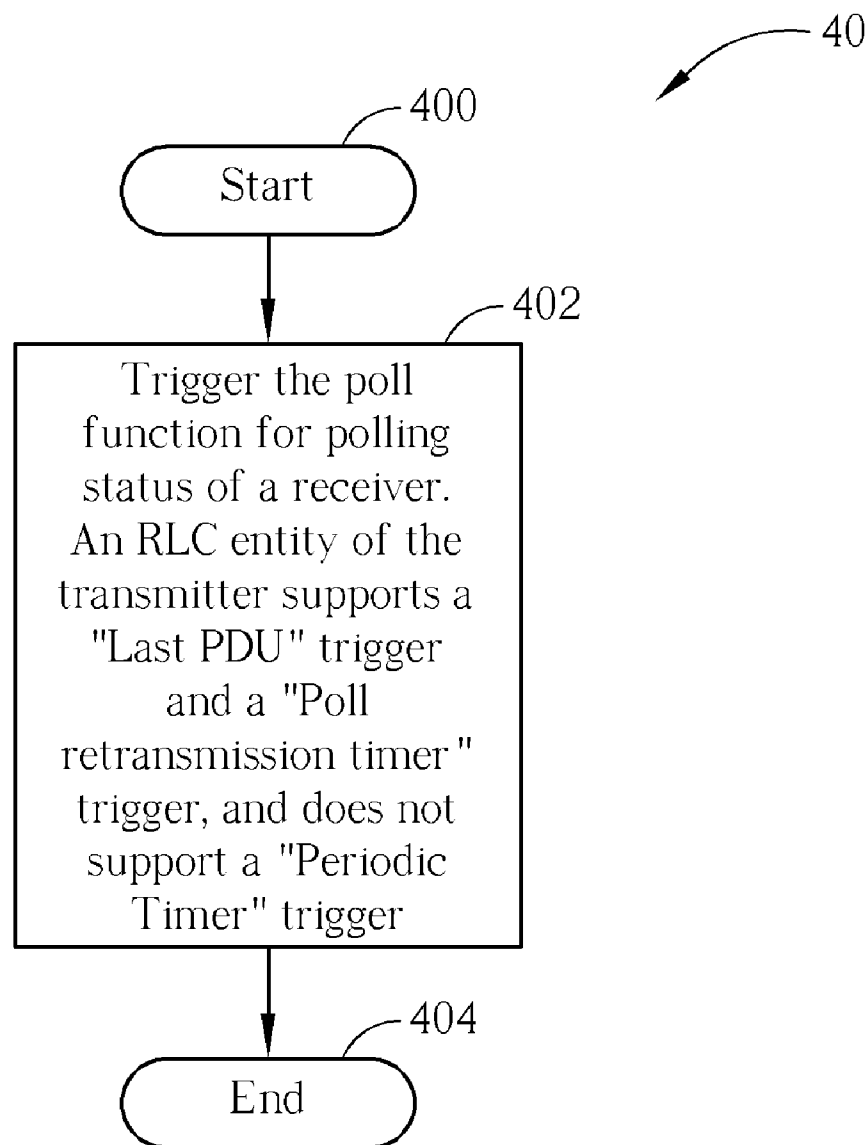 40
400
Start
402
Trigger the poll
function for polling
status of a receiver.
An RLC entity of the
transmitter supports a
"Last PDU" trigger
and a "Poll
retransmission timer"
trigger, and does not
support a "Periodic
Timer" trigger
404
End